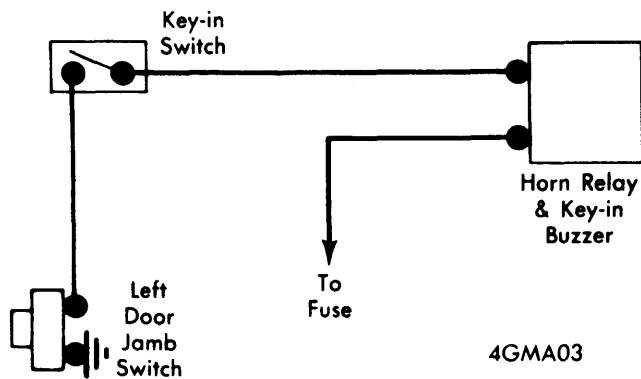 Key-in
Switch
Horn Relay
& Key-in
Buzzer
To
Fuse
Left
Door
Jamb
Switch
4GMA03